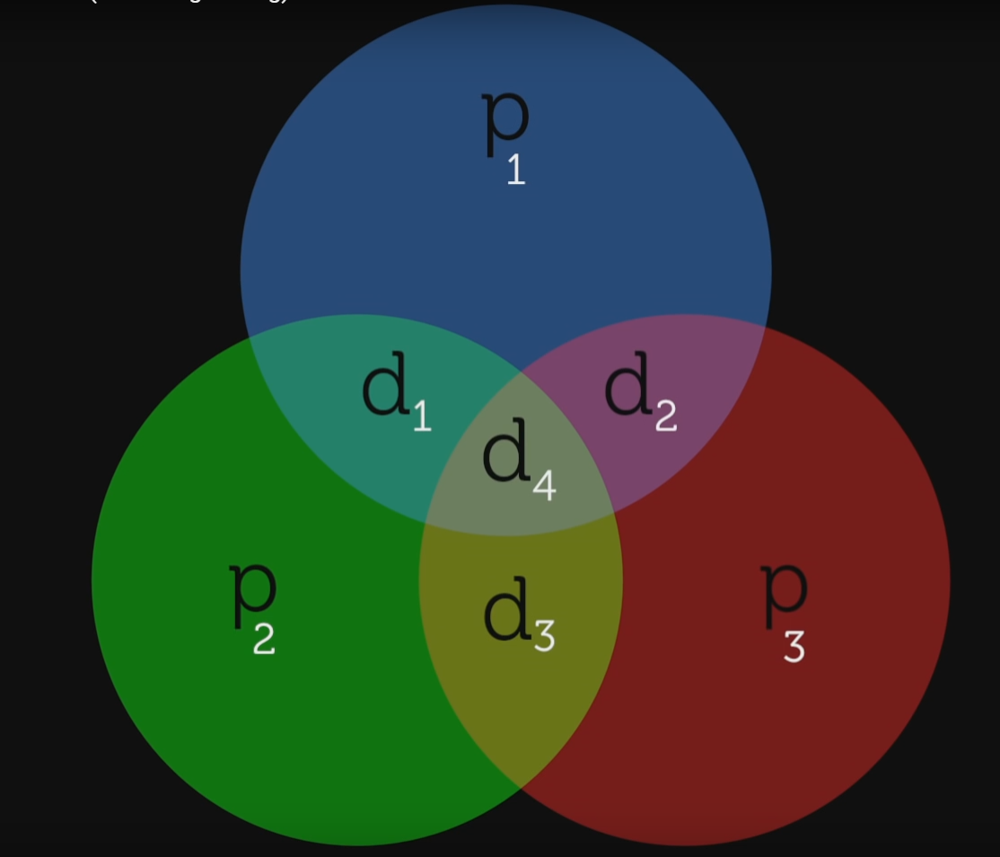 p₁
d₁ d₂
d₄
p₂ d₃ p₃